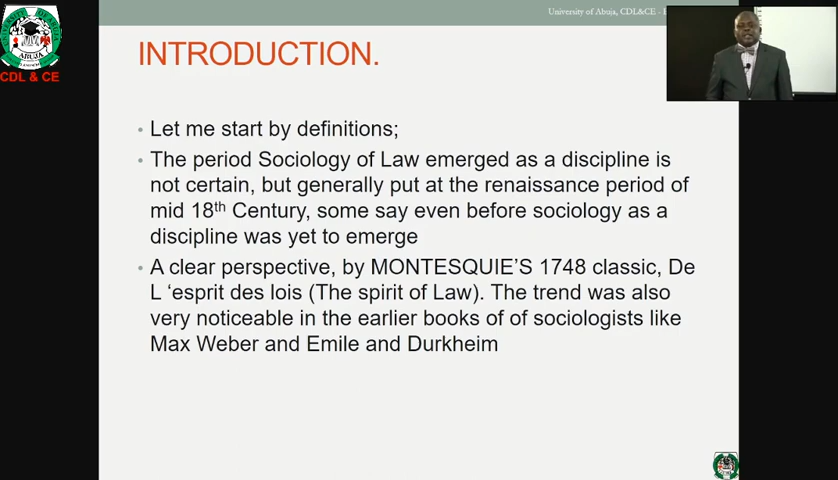 University of Abuja, CDL&CE -
UNIVERSITY OF ABUJA
ABUJA
CDL & CE
INTRODUCTION.
• Let me start by definitions;
• The period Sociology of Law emerged as a discipline is
not certain, but generally put at the renaissance period of
mid 18th Century, some say even before sociology as a
discipline was yet to emerge
• A clear perspective, by MONTESQUIE'S 1748 classic, De
L 'esprit des lois (The spirit of Law). The trend was also
very noticeable in the earlier books of of sociologists like
Max Weber and Emile and Durkheim